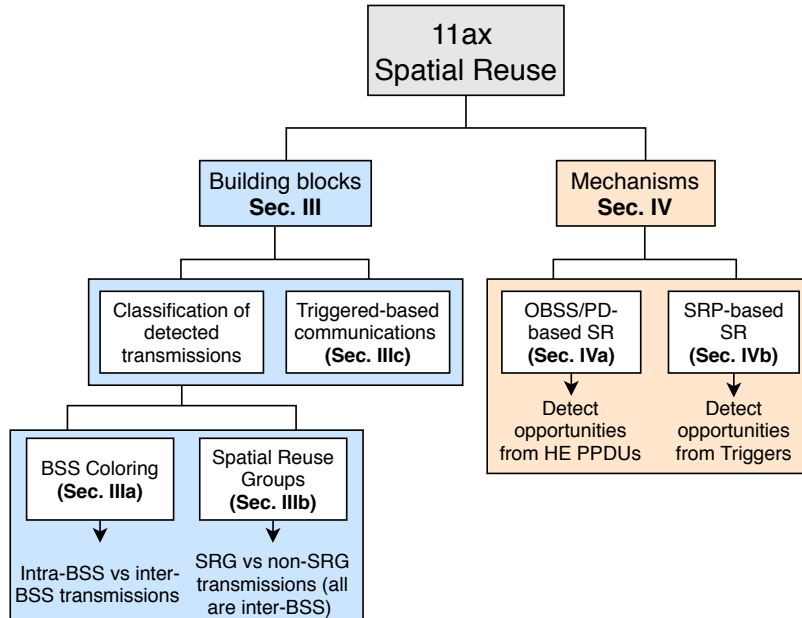 11ax
Spatial Reuse
Building blocks
Sec. III
Mechanisms
Sec. IV
Classification of
detected
transmissions
Triggered-based
communications
(Sec. IIIc)
OBSS/PD-
based SR
(Sec. IVa)
SRP-based
SR
(Sec. IVb)
Detect
opportunities
from HE PPDUs
Detect
opportunities
from Triggers
BSS Coloring
(Sec. IIIa)
Spatial Reuse
Groups
(Sec. IIIb)
Intra-BSS vs inter-
BSS transmissions
SRG vs non-SRG
transmissions (all
are inter-BSS)